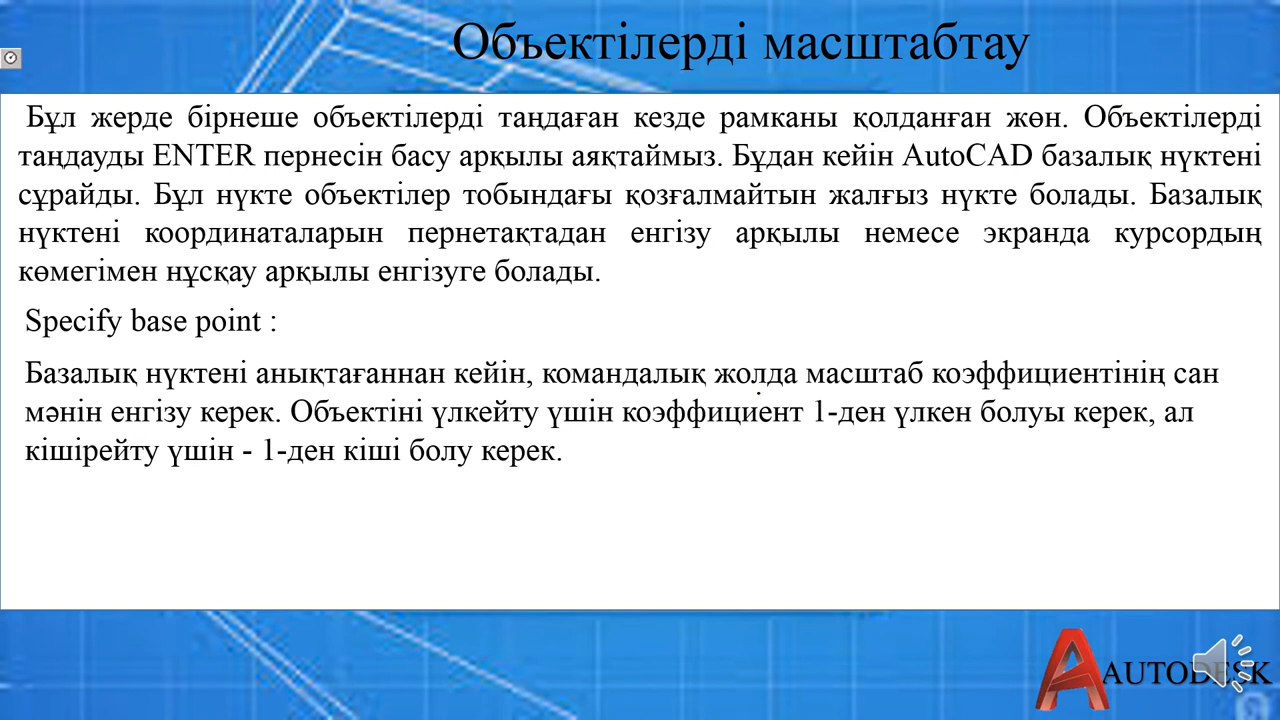 Объектілерді масштабтау
Бұл жерде бірнеше объектілерді таңдаған кезде рамканы қолданған жөн. Объектілерді
таңдауды ENTER пернесін басу арқылы аяқтаймыз. Бұдан кейін AutoCAD базалық нүктені
сұрайды. Бұл нүкте объектілер тобындағы қозғалмайтын жалғыз нүкте болады. Базалық
нүктені координаталарын пернетақтадан енгізу арқылы немесе экранда курсордың
көмегімен нұсқау арқылы енгізуге болады.
Specify base point :
Базалық нүктені анықтағаннан кейін, командалық жолда масштаб коэффициентінің сан
мәнін енгізу керек. Объектіні үлкейту үшін коэффициент 1-ден үлкен болуы керек, ал
кішірейту үшін - 1-ден кіші болу керек.
AUTODESK